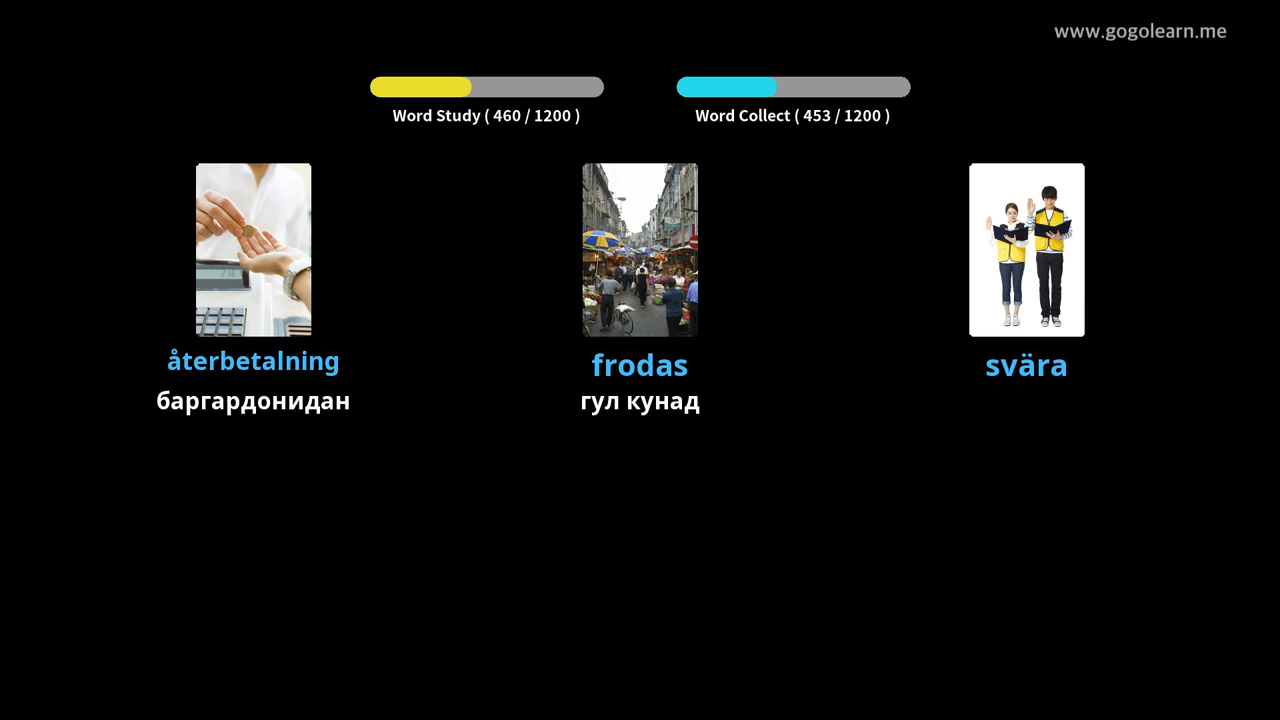 www.gogolearn.me
Word Study ( 460 / 1200 )
Word Collect ( 453 / 1200 )
återbetalning
frodas
svära
баргардонидан
гул кунад